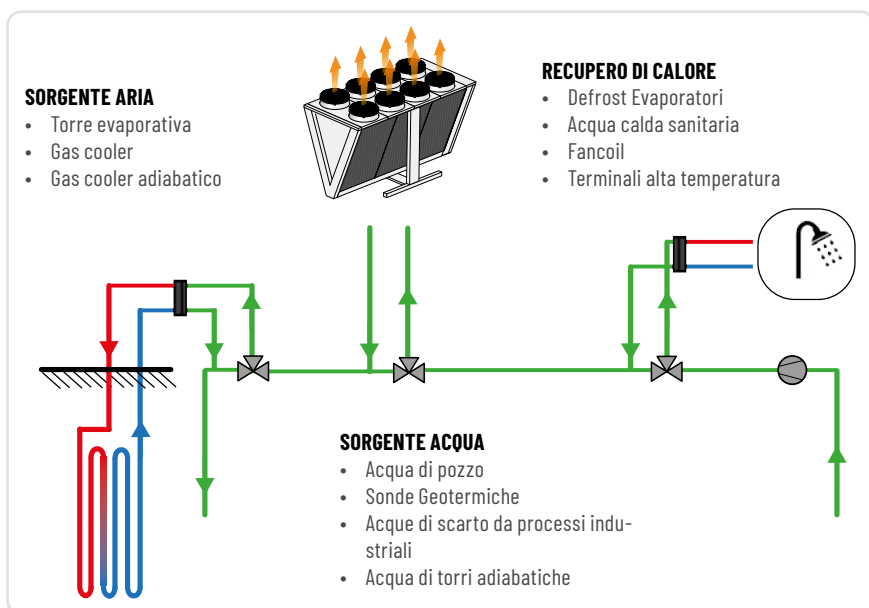 SORGENTE ARIA
• Torre evaporativa
• Gas cooler
• Gas cooler adiabatico
RECUPERO DI CALORE
• Defrost Evaporatori
• Acqua calda sanitaria
• Fancoil
• Terminali alta temperatura
SORGENTE ACQUA
• Acqua di pozzo
• Sonde Geotermiche
• Acque di scarto da processi indu-
striali
• Acqua di torri adiabatiche